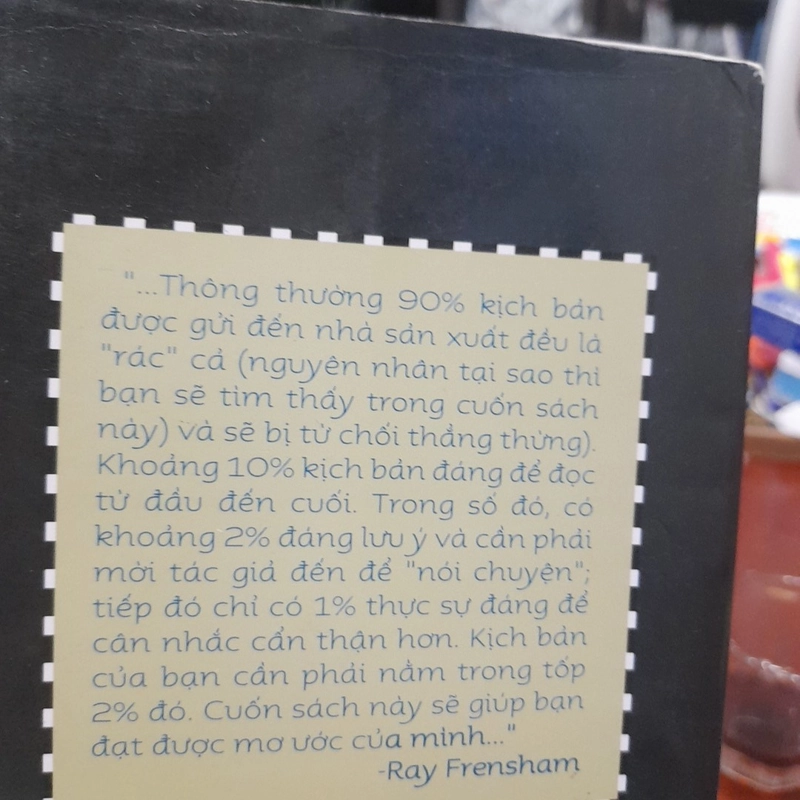 "...Thông thường 90% kịch bản
được gửi đến nhà sản xuất đều là
"rác" cả (nguyên nhân tại sao thì
bạn sẽ tìm thấy trong cuốn sách
này) và sẽ bị từ chối thẳng thừng).
Khoảng 10% kịch bản đáng để đọc
từ đầu đến cuối. Trong số đó, có
khoảng 2% đáng lưu ý và cần phải
mời tác giả đến để "nói chuyện";
tiếp đó chỉ có 1% thực sự đáng để
cân nhắc cẩn thận hơn. Kịch bản
của bạn cần phải nằm trong tốp
2% đó. Cuốn sách này sẽ giúp bạn
đạt được mơ ước của mình..."
-Ray Frensham